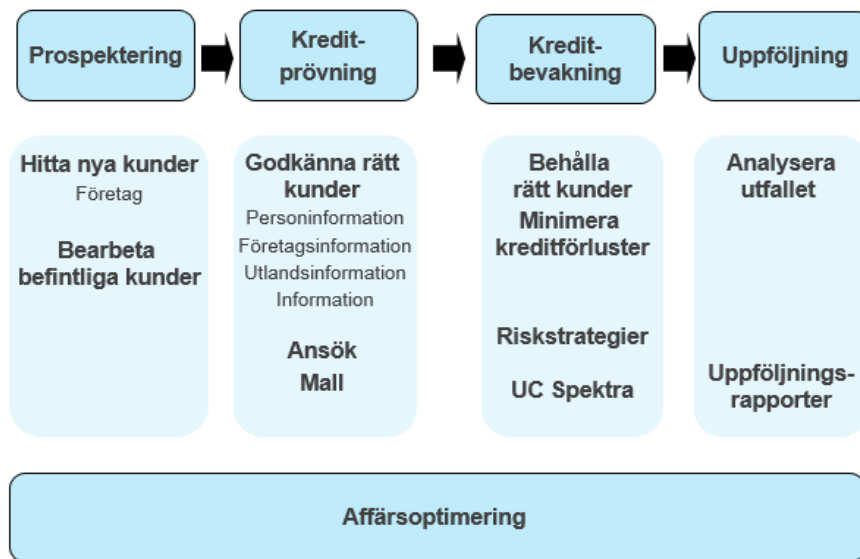 Prospektering
Kredit-
prövning
Kredit-
bevakning
Uppföljning
Hitta nya kunder
Företag
Bearbeta
befintliga kunder
Godkänna rätt
kunder
Personinformation
Företagsinformation
Utlandsinformation
Information
Ansök
Mall
Behålla
rätt kunder
Minimera
kreditförluster
Riskstrategier
UC Spektra
Analysera
utfallet
Uppföljnings-
rapporter
Affärsoptimering